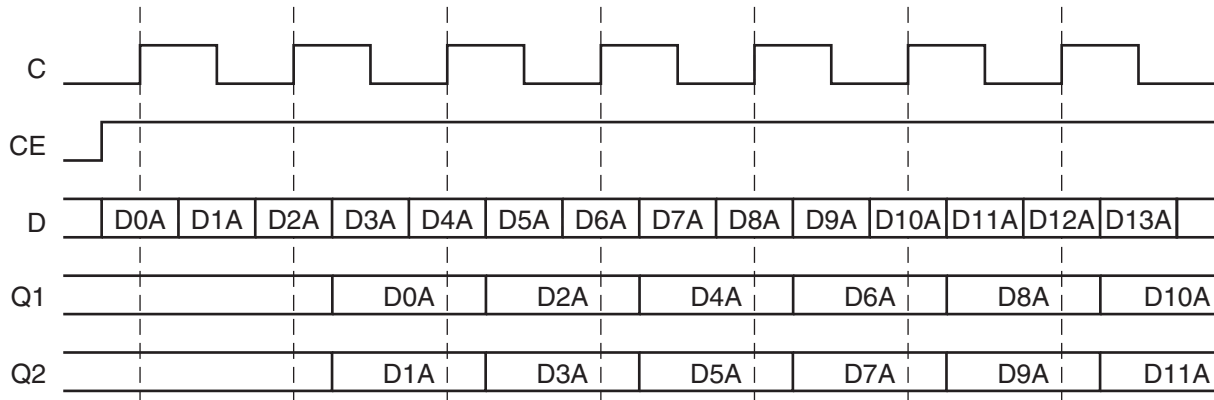 C
CE
D D0A D1A D2A D3A D4A D5A D6A D7A D8A D9A D10A D11A D12A D13A
Q1 D0A D2A D4A D6A D8A D10A
Q2 D1A D3A D5A D7A D9A D11A